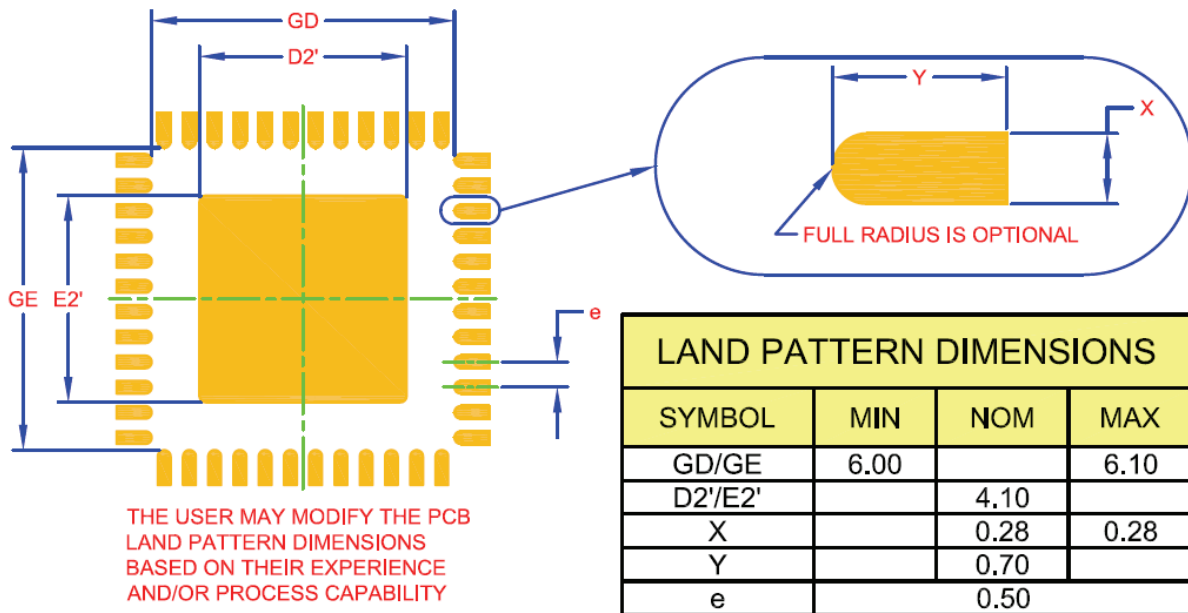 GD
D2'
Y
X
FULL RADIUS IS OPTIONAL
GE
E2'
e
THE USER MAY MODIFY THE PCB
LAND PATTERN DIMENSIONS
BASED ON THEIR EXPERIENCE
AND/OR PROCESS CAPABILITY
LAND PATTERN DIMENSIONS
SYMBOL MIN NOM MAX
GD/GE 6.00 6.10
D2'/E2' 4.10
X 0.28 0.28
Y 0.70
e 0.50